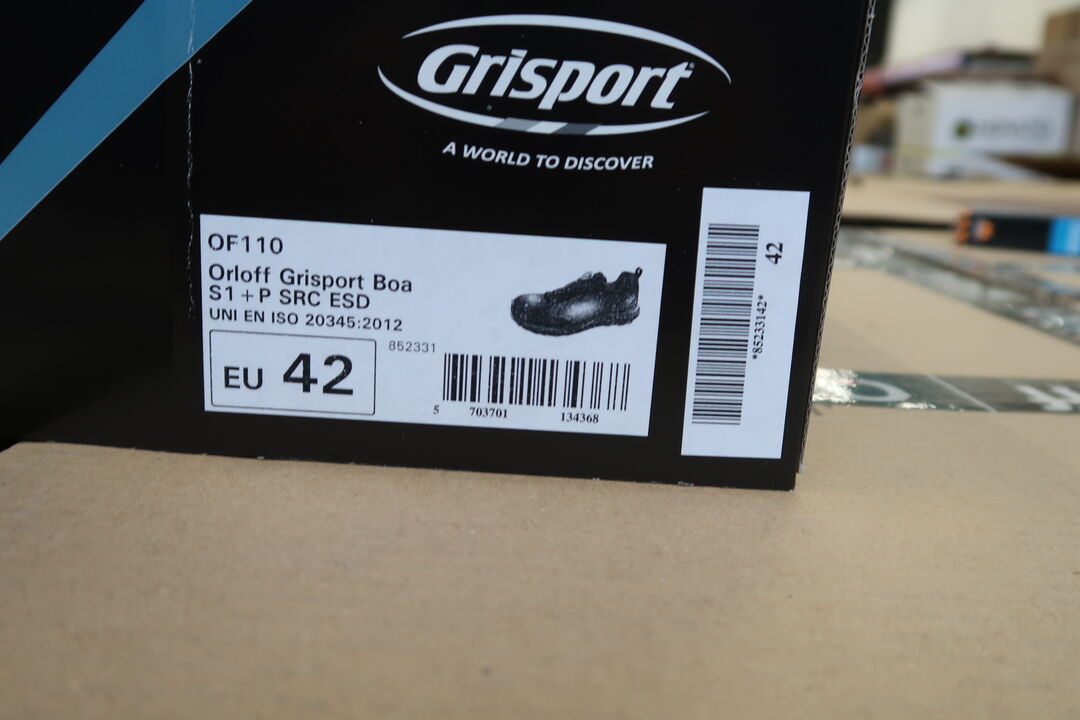 Grisport
A WORLD TO DISCOVER
OF110
Orloff Grisport Boa
S1+P SRC ESD
UNI EN ISO 20345:2012
852331
EU 42
5 703701 134368
42
*85233142*